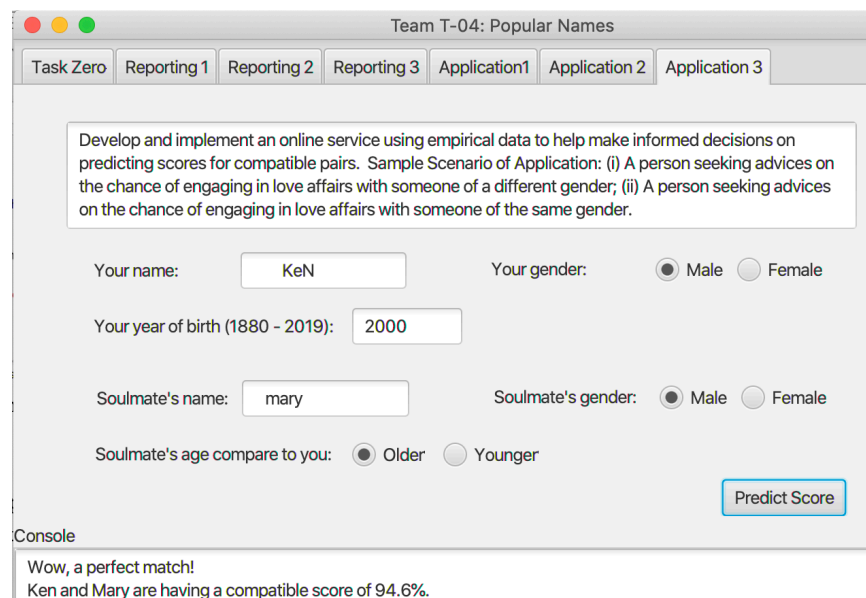 Team T-04: Popular Names
Task Zero Reporting 1 Reporting 2 Reporting 3 Application1 Application 2 Application 3
Develop and implement an online service using empirical data to help make informed decisions on
predicting scores for compatible pairs. Sample Scenario of Application: (i) A person seeking advices on
the chance of engaging in love affairs with someone of a different gender; (ii) A person seeking advices
on the chance of engaging in love affairs with someone of the same gender.
Your name: KeN Your gender: Male Female
Your year of birth (1880 - 2019): 2000
Soulmate's name: mary Soulmate's gender: Male Female
Soulmate's age compare to you: Older Younger
Predict Score
Console
Wow, a perfect match!
Ken and Mary are having a compatible score of 94.6%.